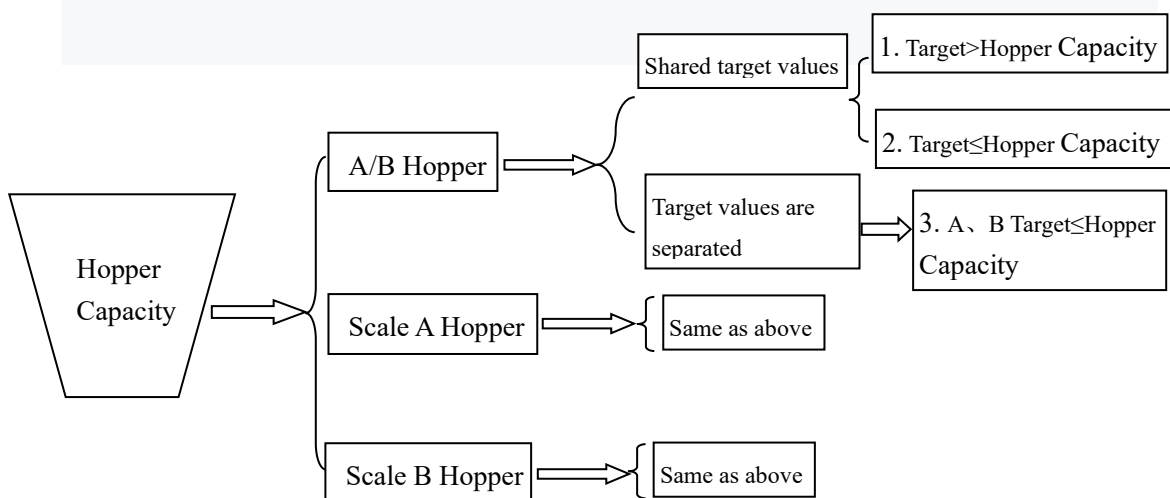 Hopper
Capacity
A/B Hopper
Shared target values
1. Target>Hopper Capacity
2. Target≤Hopper Capacity
Target values are
separated
3. A、B Target≤Hopper
Capacity
Scale A Hopper
Same as above
Scale B Hopper
Same as above